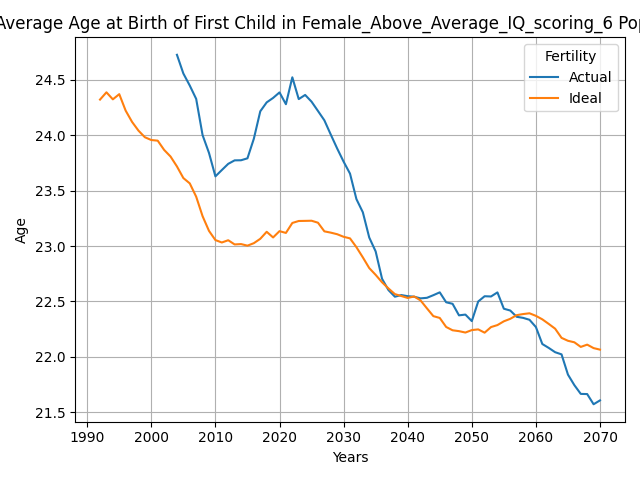 Average Age at Birth of First Child in Female_Above_Average_IQ_scoring_6
Fertility
Actual
Ideal
24.5
24.0
23.5
23.0
22.5
22.0
21.5
Age
1990 2000 2010 2020 2030 2040 2050 2060 2070
Years